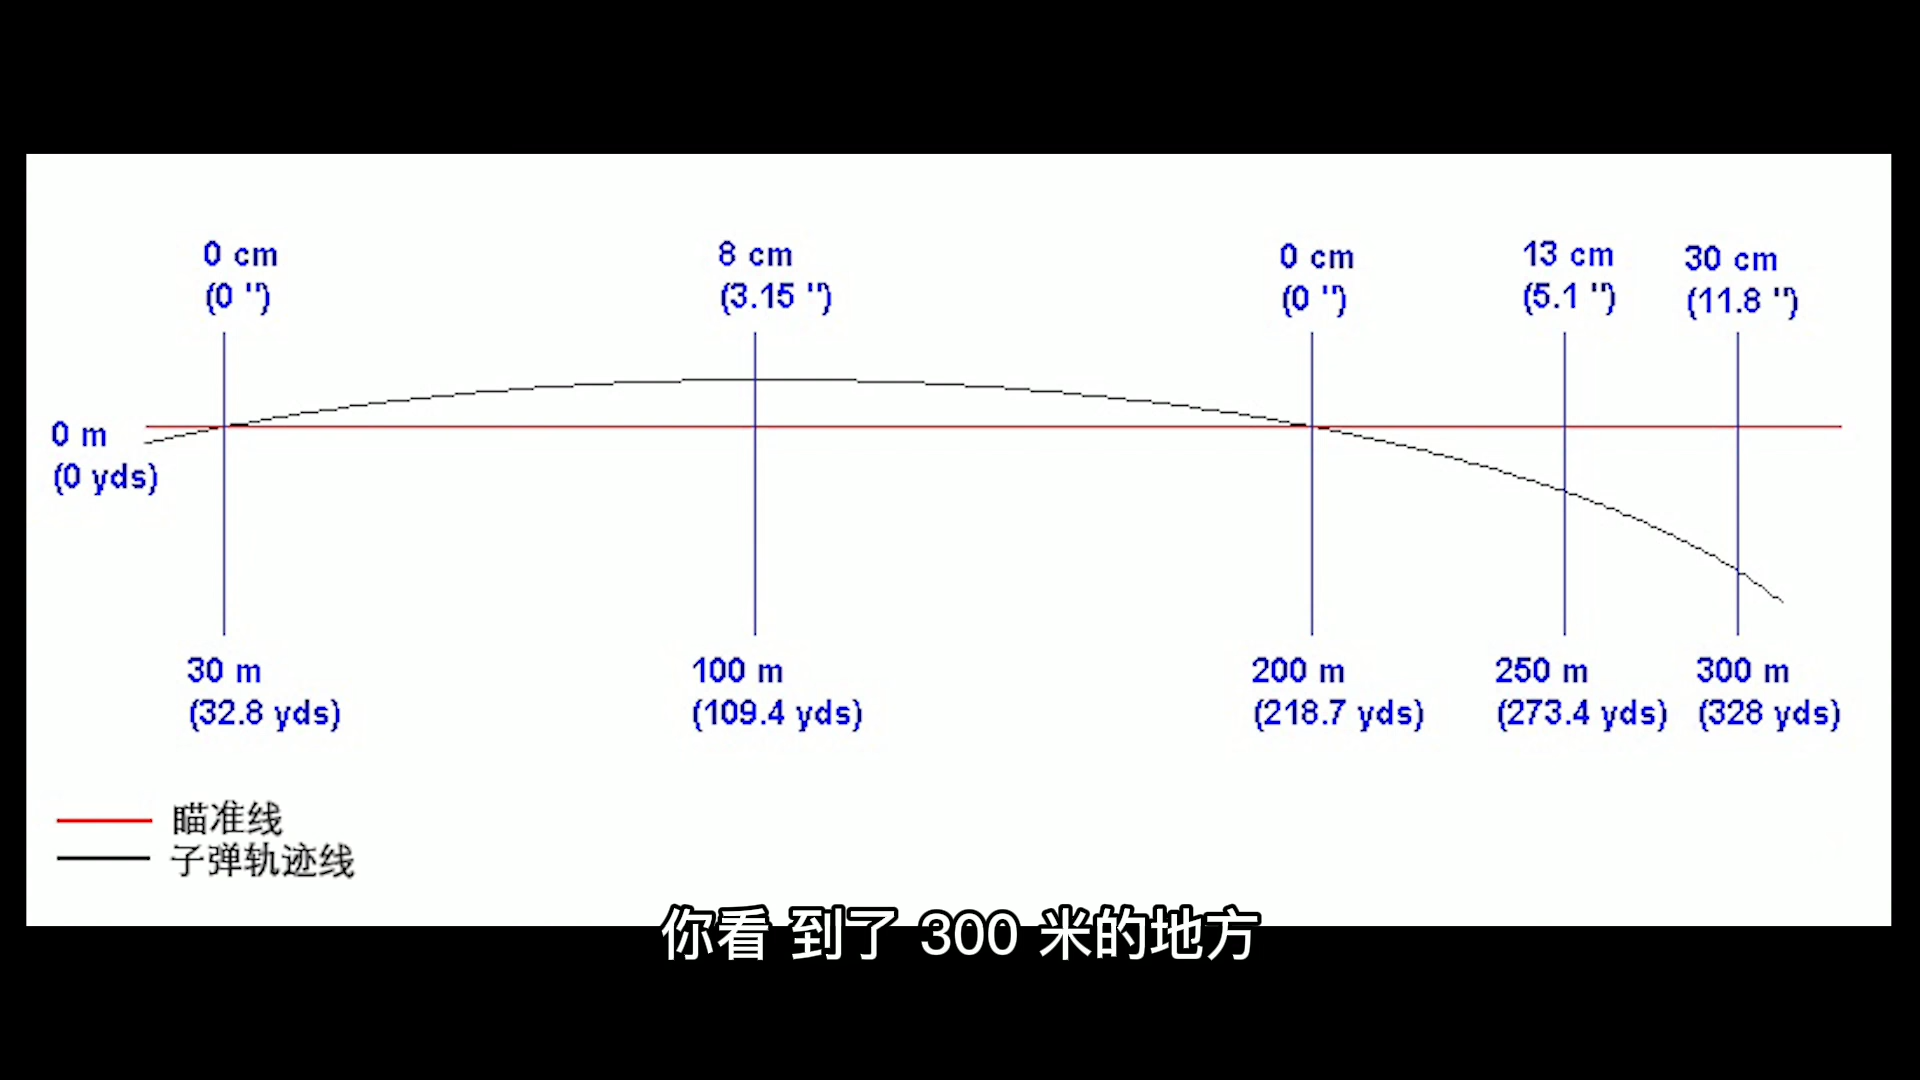 0 cm
(0 ")
8 cm
(3.15 ")
0 cm
(0 ")
13 cm
(5.1 ")
30 cm
(11.8 ")
0 m
(0 yds)
30 m
(32.8 yds)
100 m
(109.4 yds)
200 m
(218.7 yds)
250 m
(273.4 yds)
300 m
(328 yds)
瞄准线
子弹轨迹线
你看 到了 300 米的地方